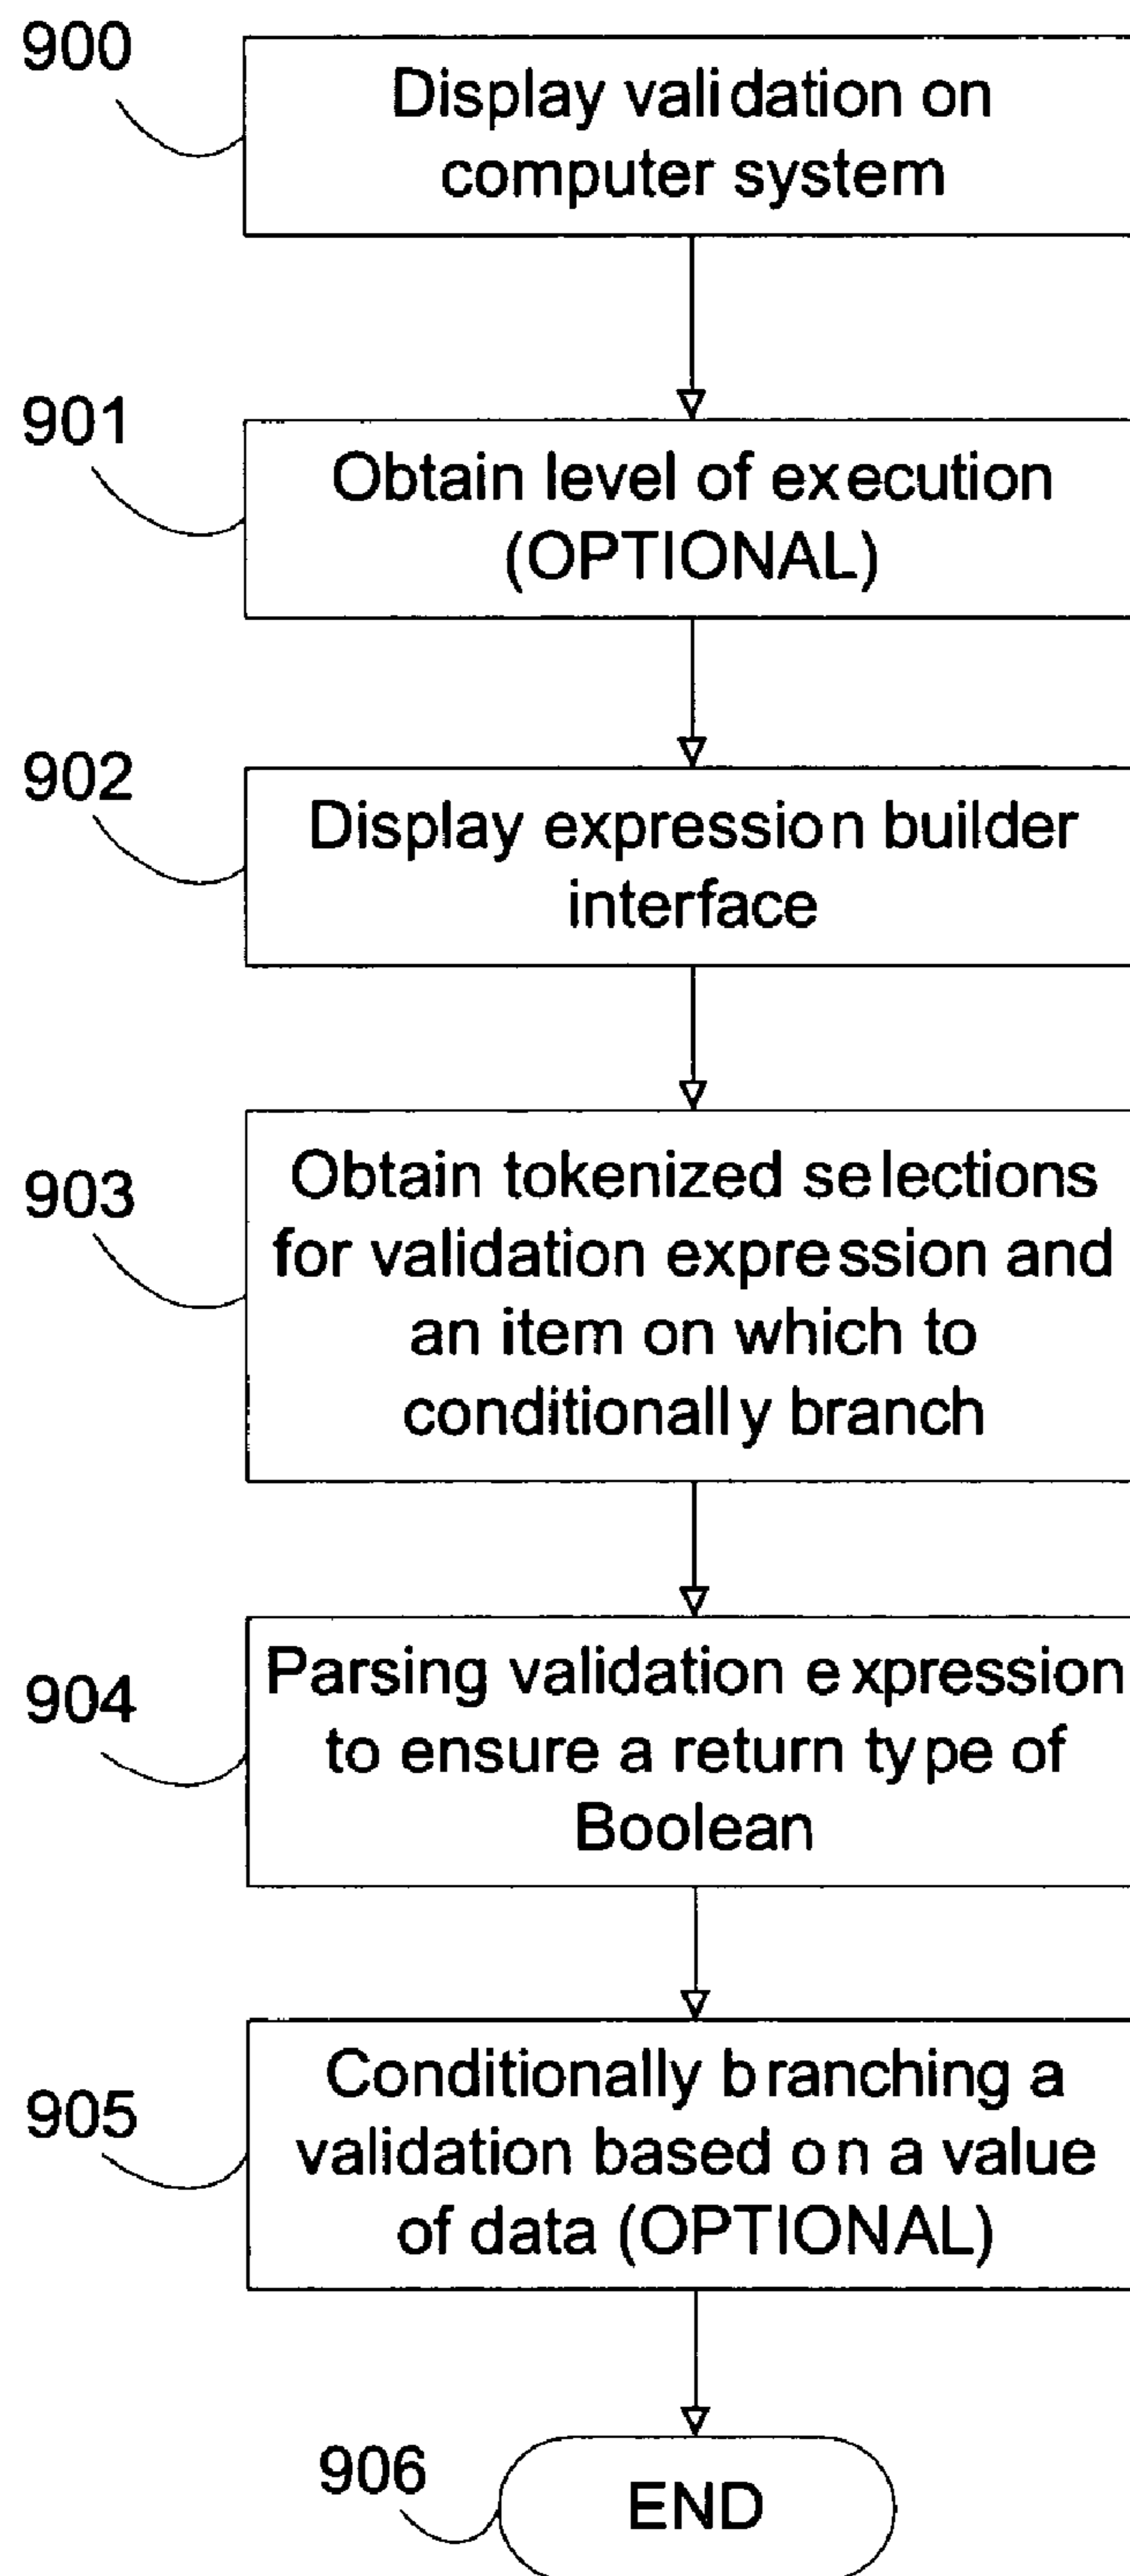 900
Display validation on
computer system
901
Obtain level of execution
(OPTIONAL)
902
Display expression builder
interface
903
Obtain tokenized selections
for validation expression and
an item on which to
conditionally branch
904
Parsing validation expression
to ensure a return type of
Boolean
905
Conditionally branching a
validation based on a value
of data (OPTIONAL)
906
END